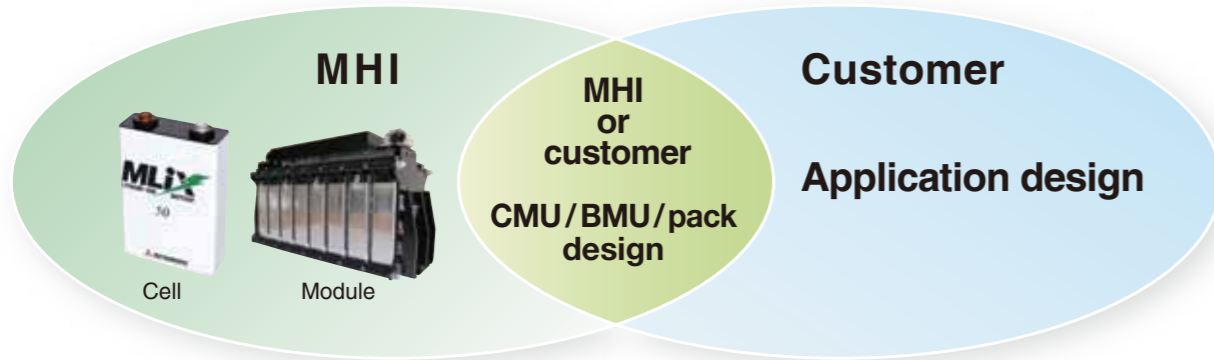 MHI
MLiX
50
Cell
Module
MHI
or
customer
CMU/BMU/pack
design
Customer
Application design